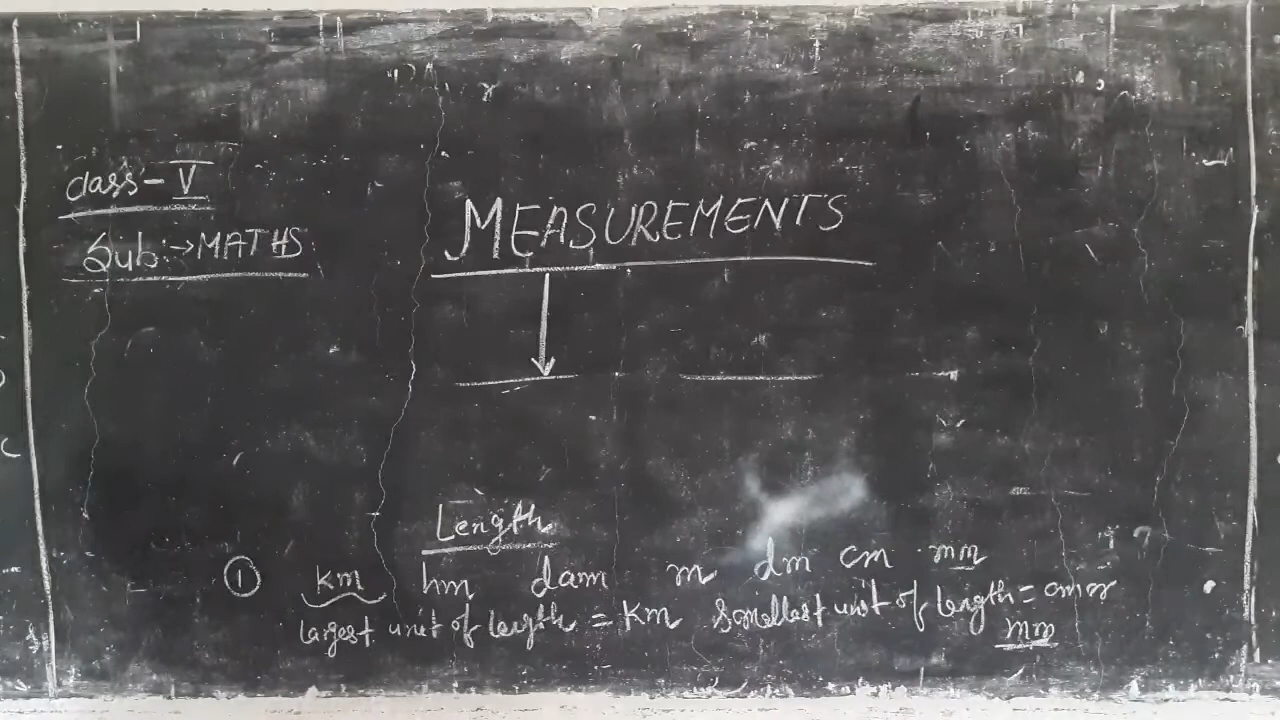 Class - V
Sub :→ MATHS
MEASUREMENTS
Length
① km hm dam m dm cm mm
largest unit of length = km smallest unit of length =
mm